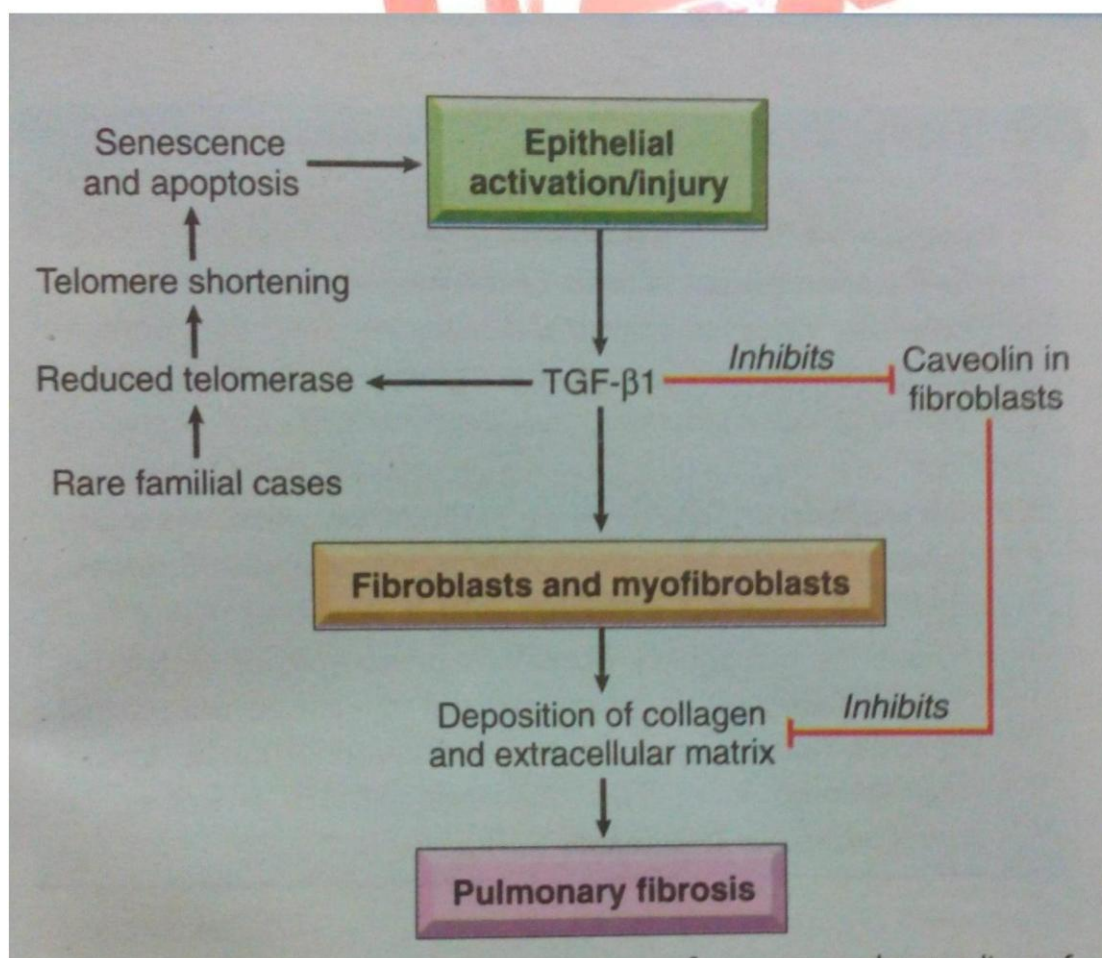 Senescence
and apoptosis
Epithelial
activation/injury
Telomere shortening
Reduced telomerase
TGF-β1
Inhibits
Caveolin in
fibroblasts
Rare familial cases
Fibroblasts and myofibroblasts
Deposition of collagen
and extracellular matrix
Inhibits
Pulmonary fibrosis